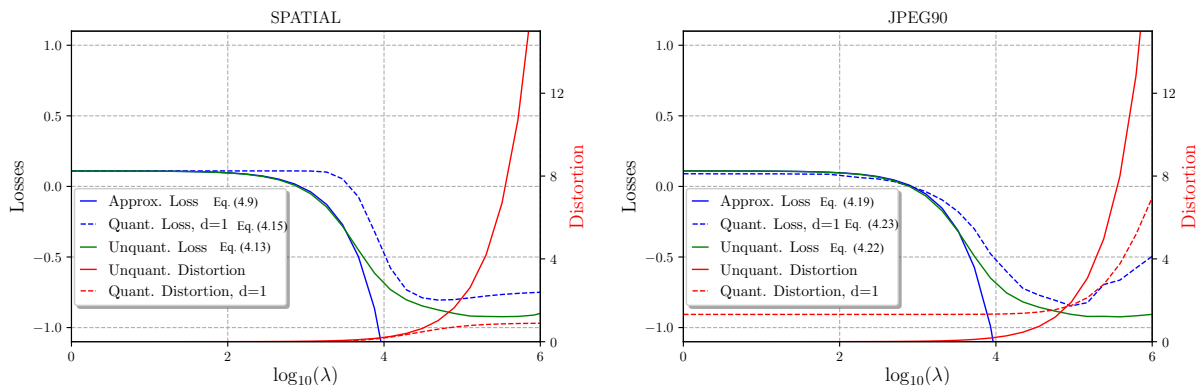 SPATIAL
1.0
0.5
0.0
−0.5
−1.0
Losses
12
8
4
0
Distortion
Approx. Loss Eq. (4.9)
Quant. Loss, d=1 Eq. (4.15)
Unquant. Loss Eq. (4.13)
Unquant. Distortion
Quant. Distortion, d=1
0 2 4 6
log₁₀(λ)
JPEG90
1.0
0.5
0.0
−0.5
−1.0
Losses
12
8
4
0
Distortion
Approx. Loss Eq. (4.19)
Quant. Loss, d=1 Eq. (4.23)
Unquant. Loss Eq. (4.22)
Unquant. Distortion
Quant. Distortion, d=1
0 2 4 6
log₁₀(λ)